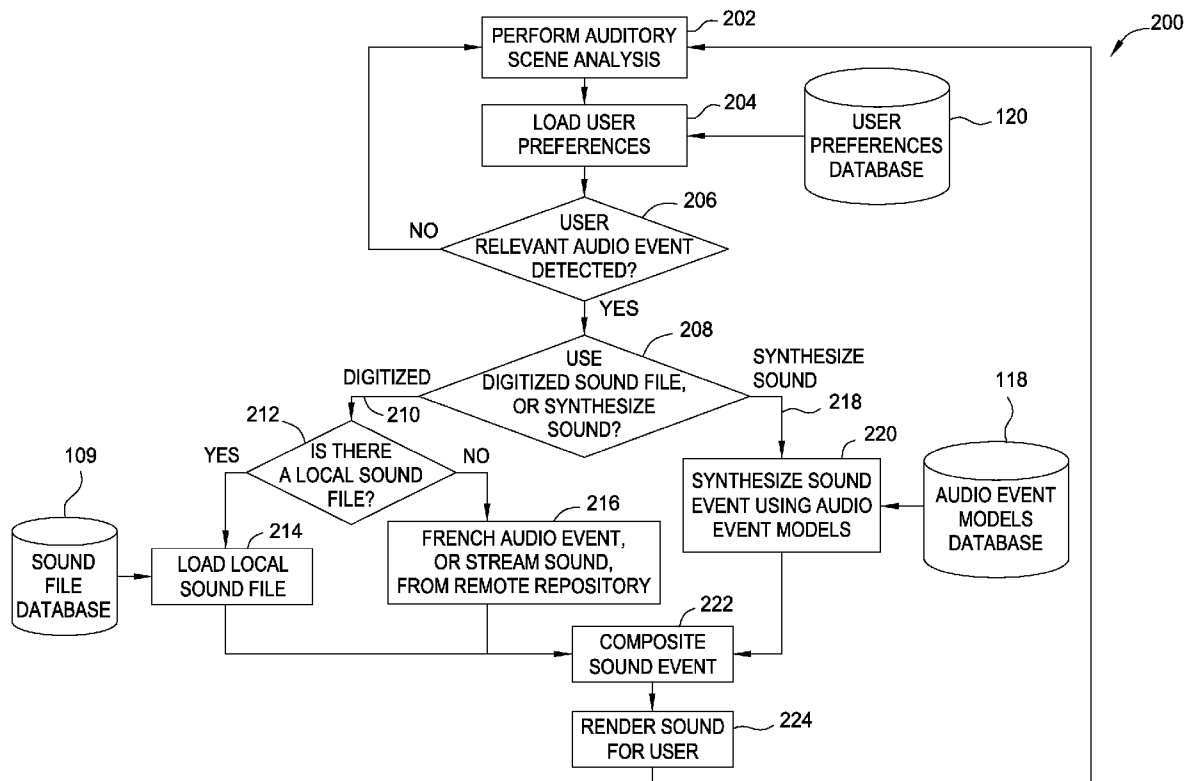 202
200
PERFORM AUDITORY
SCENE ANALYSIS
204
LOAD USER
PREFERENCES
120
USER
PREFERENCES
DATABASE
206
NO
USER
RELEVANT AUDIO EVENT
DETECTED?
YES
208
USE
DIGITIZED SOUND FILE,
OR SYNTHESIZE
SOUND?
DIGITIZED
210
SYNTHESIZE
SOUND
218
212
IS THERE
A LOCAL SOUND
FILE?
YES
NO
220
SYNTHESIZE SOUND
EVENT USING AUDIO
EVENT MODELS
118
AUDIO EVENT
MODELS
DATABASE
109
SOUND
FILE
DATABASE
214
LOAD LOCAL
SOUND FILE
216
FRENCH AUDIO EVENT,
OR STREAM SOUND,
FROM REMOTE REPOSITORY
222
COMPOSITE
SOUND EVENT
RENDER SOUND
FOR USER
224